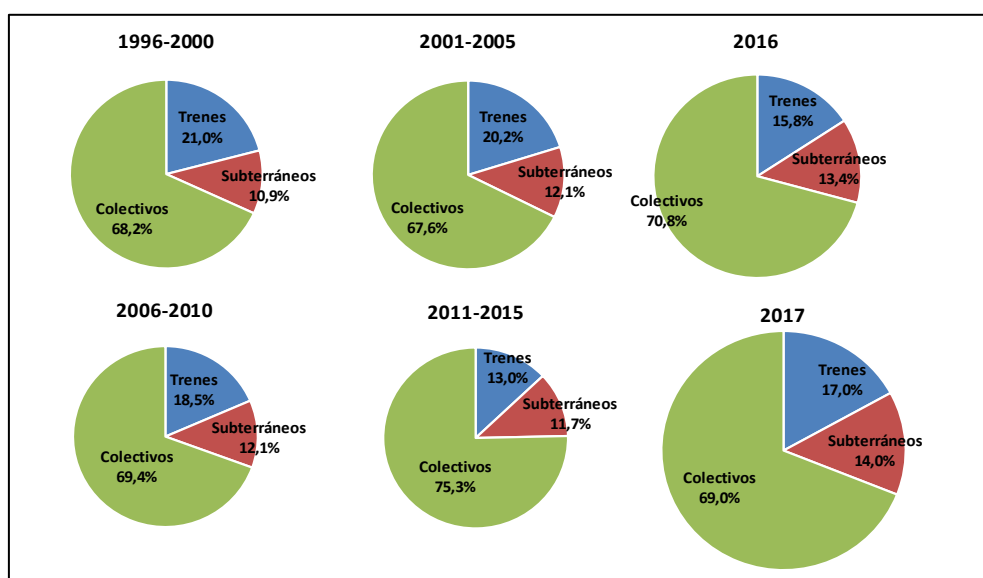 1996-2000
Trenes
21,0%
Subterráneos
10,9%
Colectivos
68,2%
2001-2005
Trenes
20,2%
Subterráneos
12,1%
Colectivos
67,6%
2016
Trenes
15,8%
Subterráneos
13,4%
Colectivos
70,8%
2006-2010
Trenes
18,5%
Subterráneos
12,1%
Colectivos
69,4%
2011-2015
Trenes
13,0%
Subterráneos
11,7%
Colectivos
75,3%
2017
Trenes
17,0%
Subterráneos
14,0%
Colectivos
69,0%